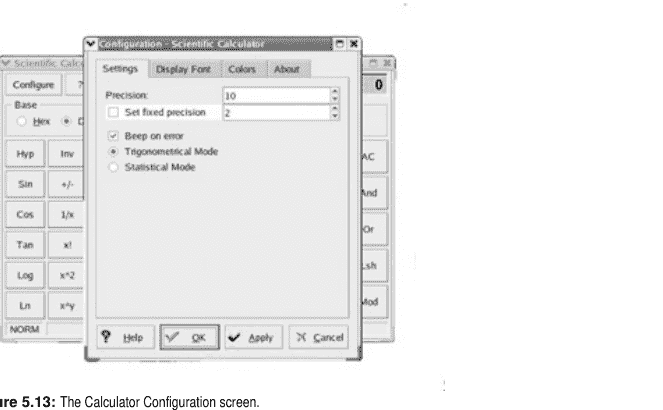 Configuration - Scientific Calculator
Scientific Calc
Settings Display Font Colors About
Configure ?
0
Precision: 10
Set fixed precision 2
Base
Hex D
Beep on error
Trigonometrical Mode
Statistical Mode
Hyp Inv AC
Sin +/- And
Cos 1/x Or
Tan x! Lsh
Log x^2 Mod
Ln x^y
NORM
? Help OK Apply Cancel
ure 5.13: The Calculator Configuration screen.